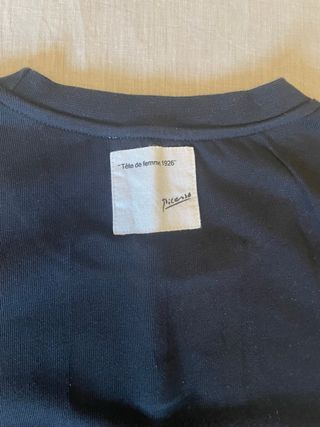 "Tête de femme, 1926"
Picasso